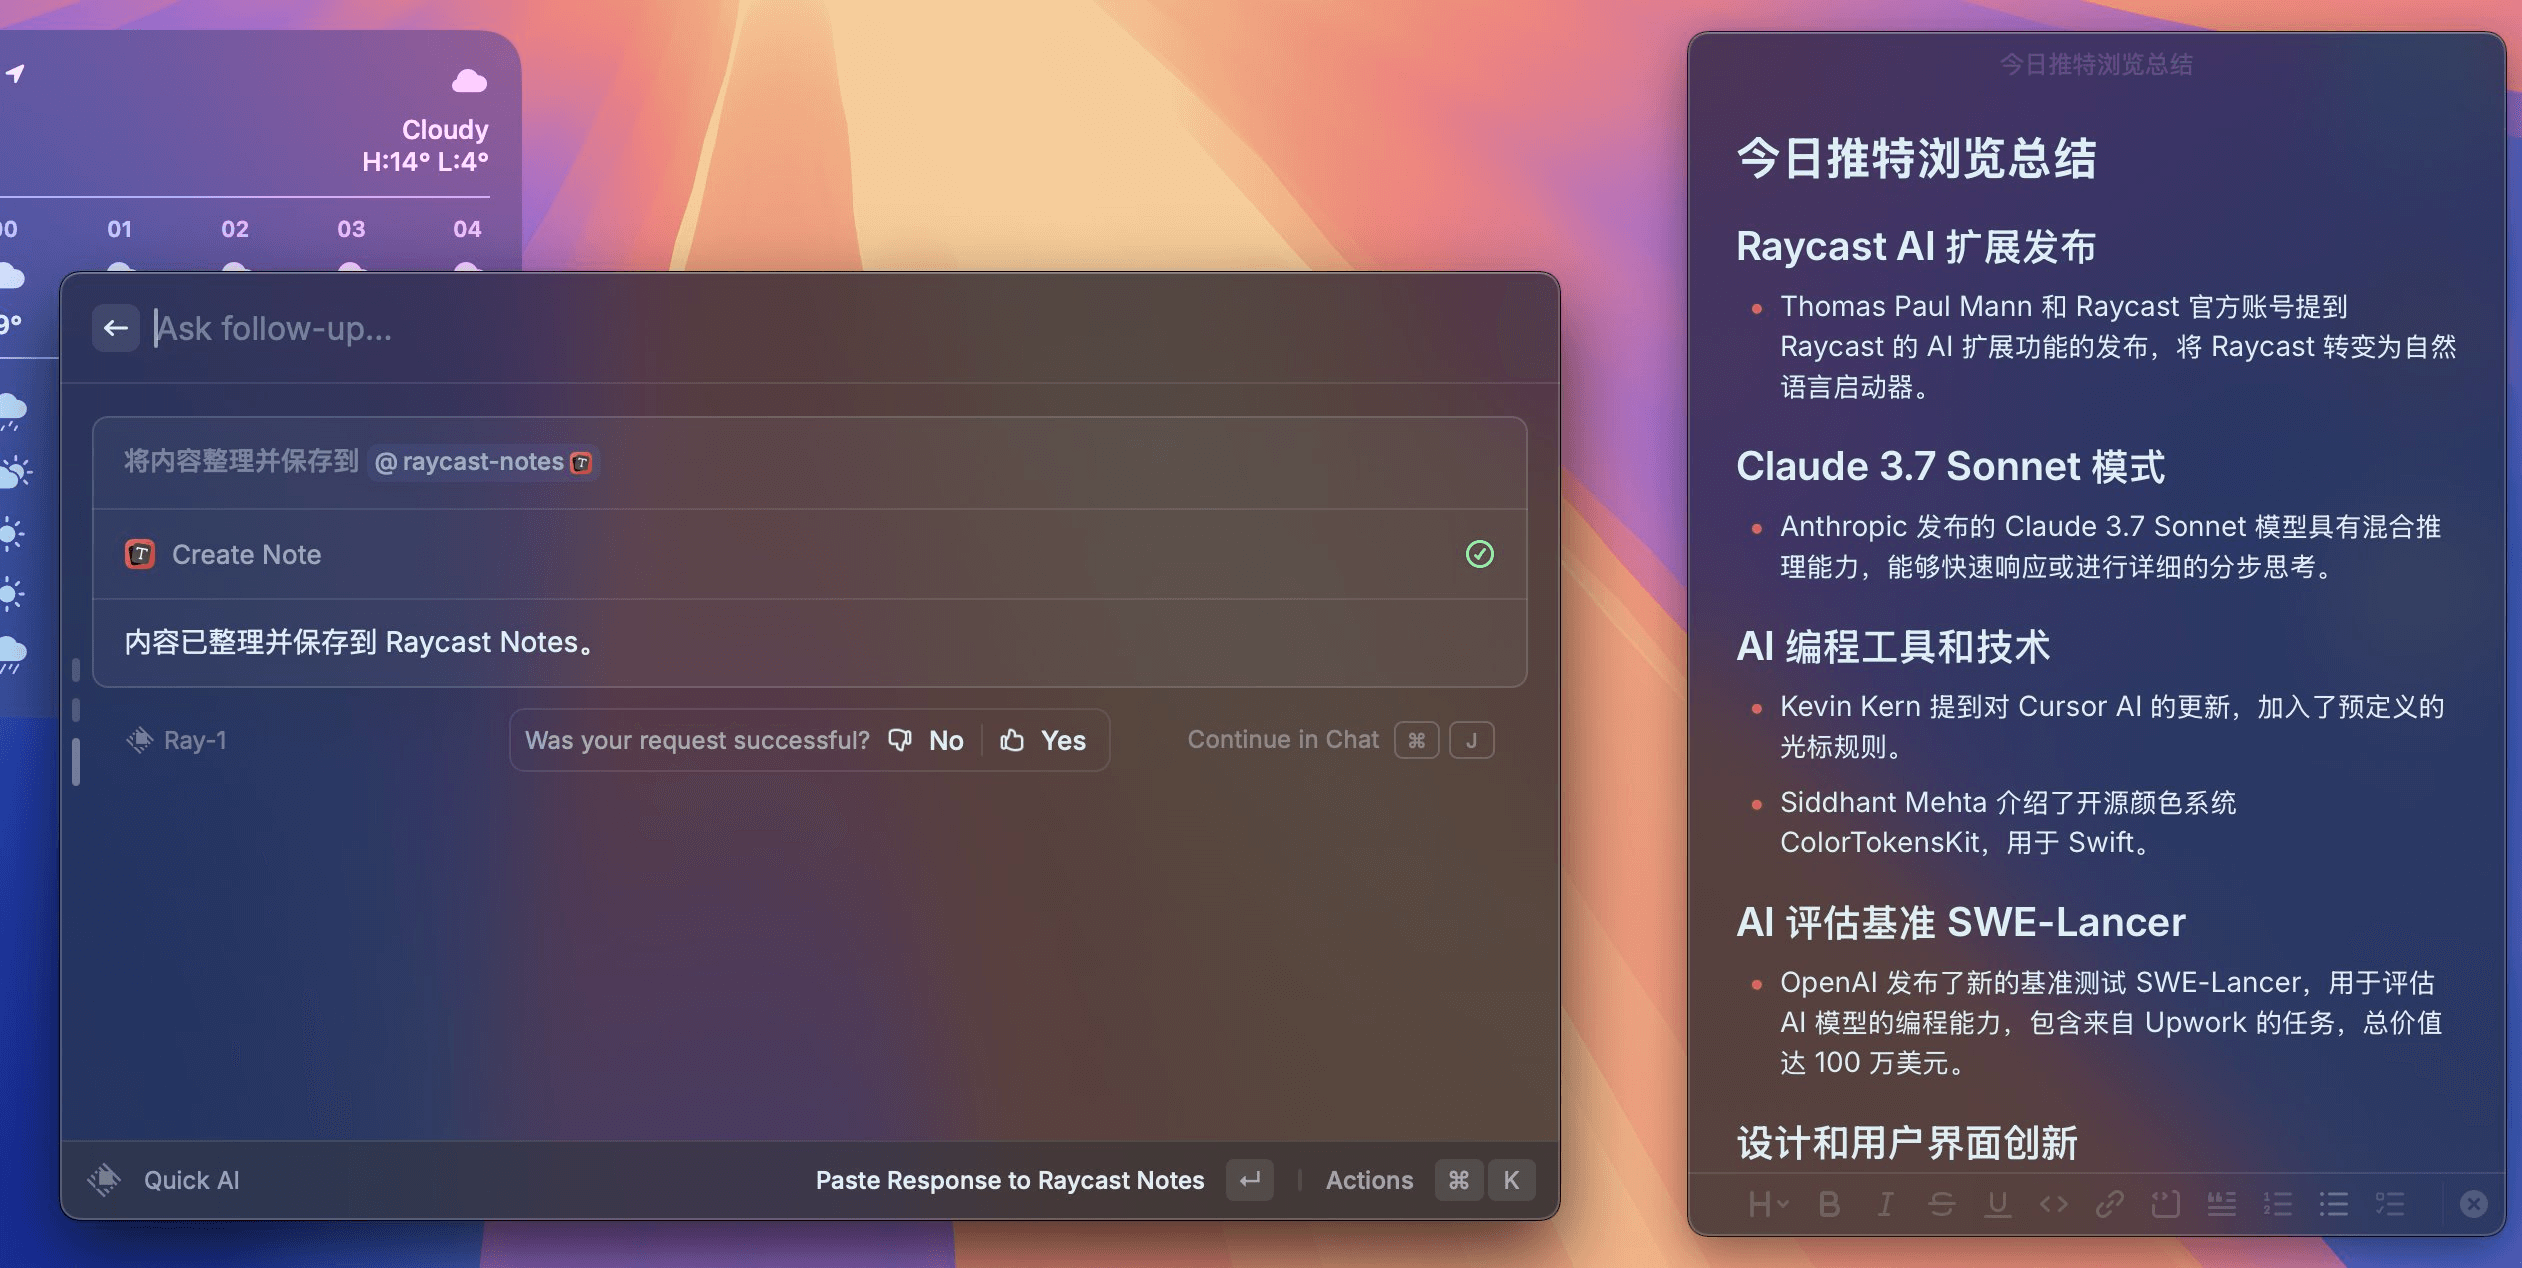 Cloudy
H:14° L:4°
01 02 03 04
9°
Ask follow-up...
将内容整理并保存到 @raycast-notes
Create Note
内容已整理并保存到 Raycast Notes。
Ray-1
Was your request successful? No Yes
Continue in Chat ⌘ J
Quick AI
Paste Response to Raycast Notes ↵ Actions ⌘ K
今日推特浏览总结
今日推特浏览总结
Raycast AI 扩展发布
Thomas Paul Mann 和 Raycast 官方账号提到
Raycast 的 AI 扩展功能的发布，将 Raycast 转变为自然
语言启动器。
Claude 3.7 Sonnet 模式
Anthropic 发布的 Claude 3.7 Sonnet 模型具有混合推
理能力，能够快速响应或进行详细的分步思考。
AI 编程工具和技术
Kevin Kern 提到对 Cursor AI 的更新，加入了预定义的
光标规则。
Siddhant Mehta 介绍了开源颜色系统
ColorTokensKit，用于 Swift。
AI 评估基准 SWE-Lancer
OpenAI 发布了新的基准测试 SWE-Lancer，用于评估
AI 模型的编程能力，包含来自 Upwork 的任务，总价值
达 100 万美元。
设计和用户界面创新
H B I S U